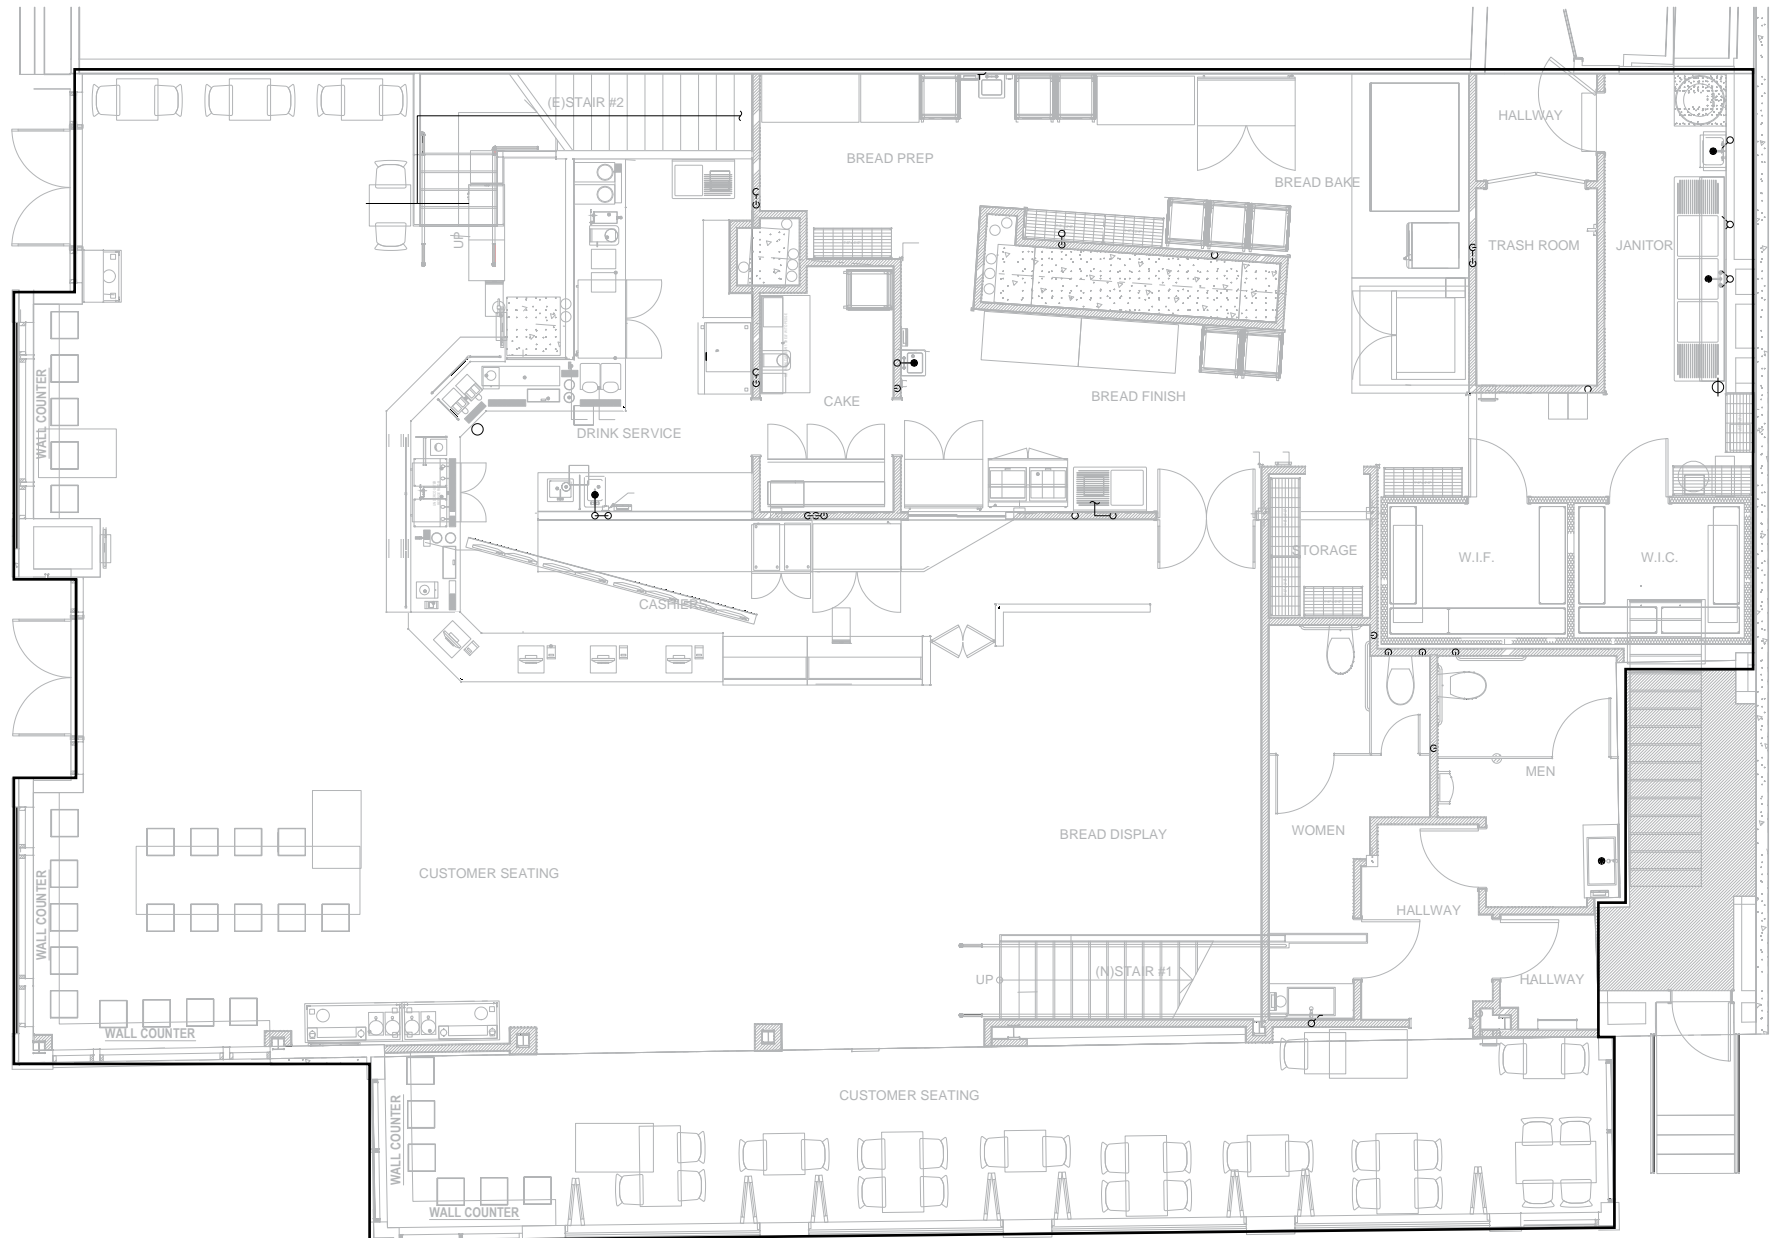 (E)STAIR #2
HALLWAY
BREAD PREP
BREAD BAKE
UP
TRASH ROOM
JANITOR
WALL COUNTER
CAKE
BREAD FINISH
DRINK SERVICE
STORAGE
W.I.F.
W.I.C.
CASHIERS
MEN
WOMEN
BREAD DISPLAY
CUSTOMER SEATING
WALL COUNTER
HALLWAY
UP
(N)STAIR #1
HALLWAY
WALL COUNTER
CUSTOMER SEATING
WALL COUNTER
WALL COUNTER